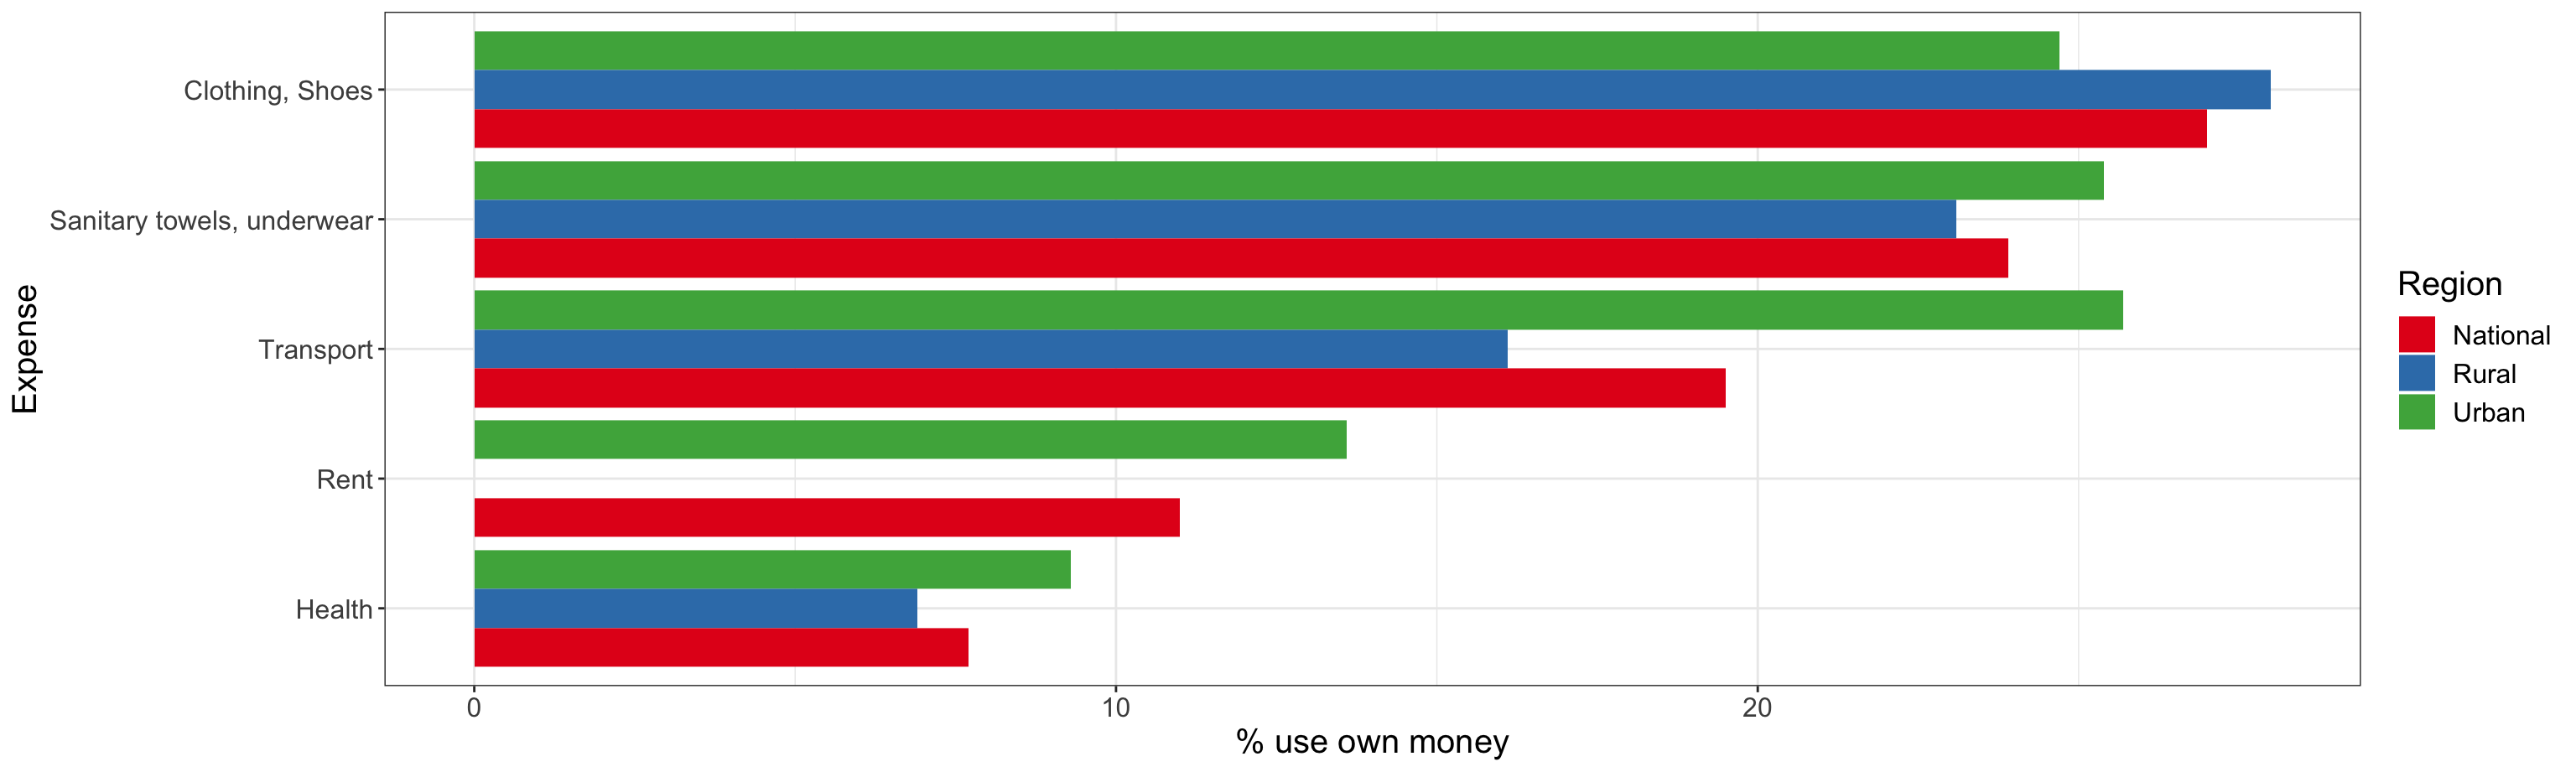 Clothing, Shoes
Sanitary towels, underwear
Transport
Rent
Health
Expense
0 10 20
% use own money
Region
National
Rural
Urban